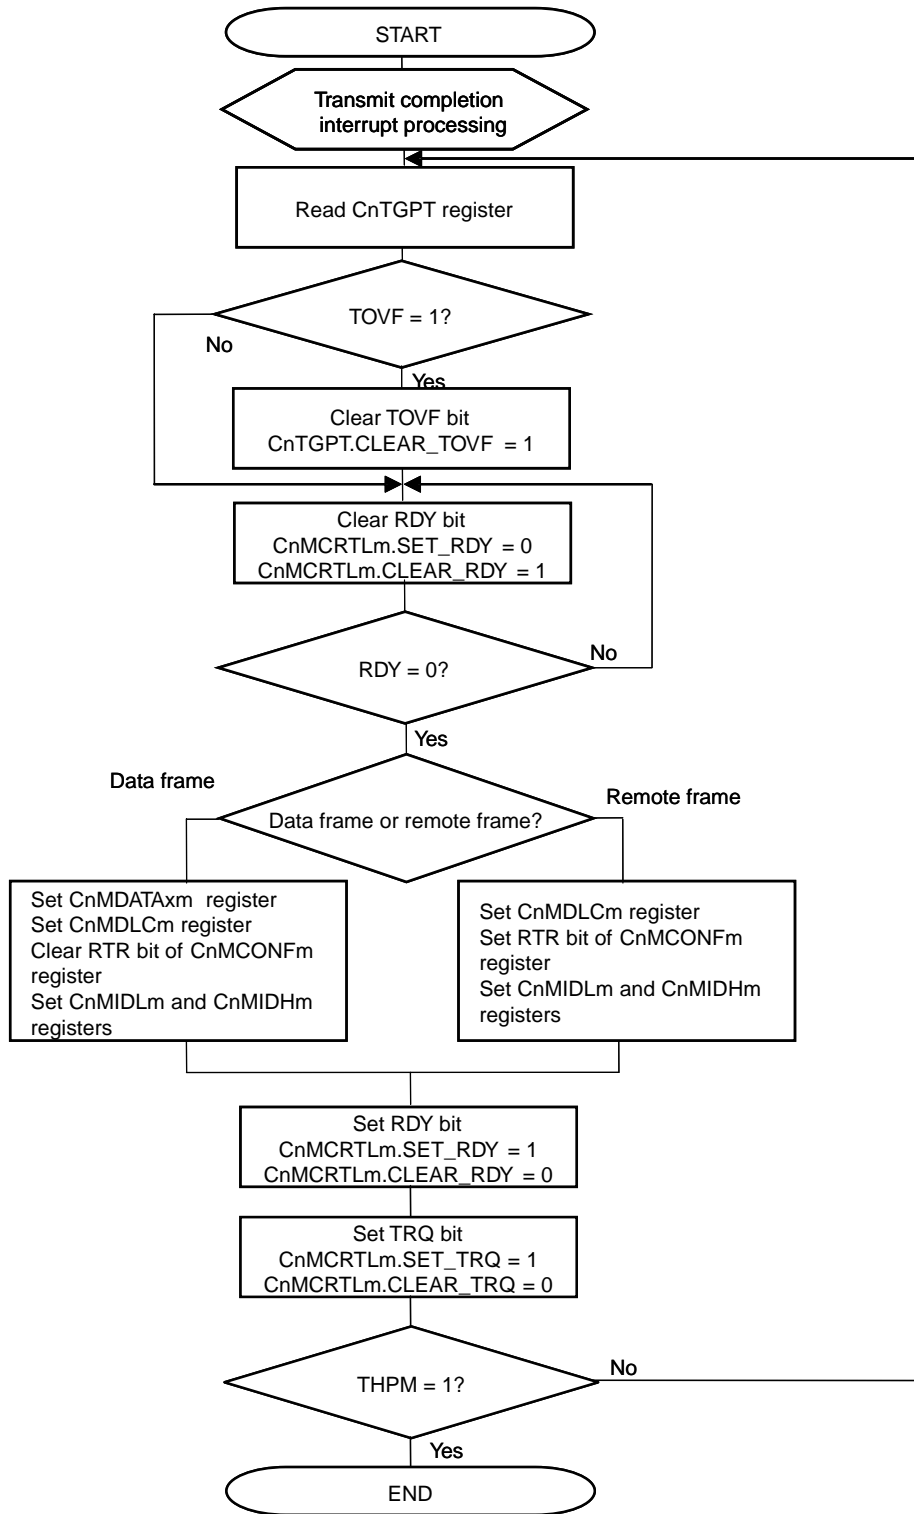 START
Transmit completion
interrupt processing
Read CnTGPT register
TOVF = 1?
No
Yes
Clear TOVF bit
CnTGPT.CLEAR_TOVF = 1
Clear RDY bit
CnMCRTLm.SET_RDY = 0
CnMCRTLm.CLEAR_RDY = 1
RDY = 0?
No
Yes
Data frame
Remote frame
Data frame or remote frame?
Set CnMDATAxm register
Set CnMDLCm register
Clear RTR bit of CnMCONFm
register
Set CnMIDLm and CnMIDHm
registers
Set CnMDLCm register
Set RTR bit of CnMCONFm
register
Set CnMIDLm and CnMIDHm
registers
Set RDY bit
CnMCRTLm.SET_RDY = 1
CnMCRTLm.CLEAR_RDY = 0
Set TRQ bit
CnMCRTLm.SET_TRQ = 1
CnMCRTLm.CLEAR_TRQ = 0
THPM = 1?
No
Yes
END